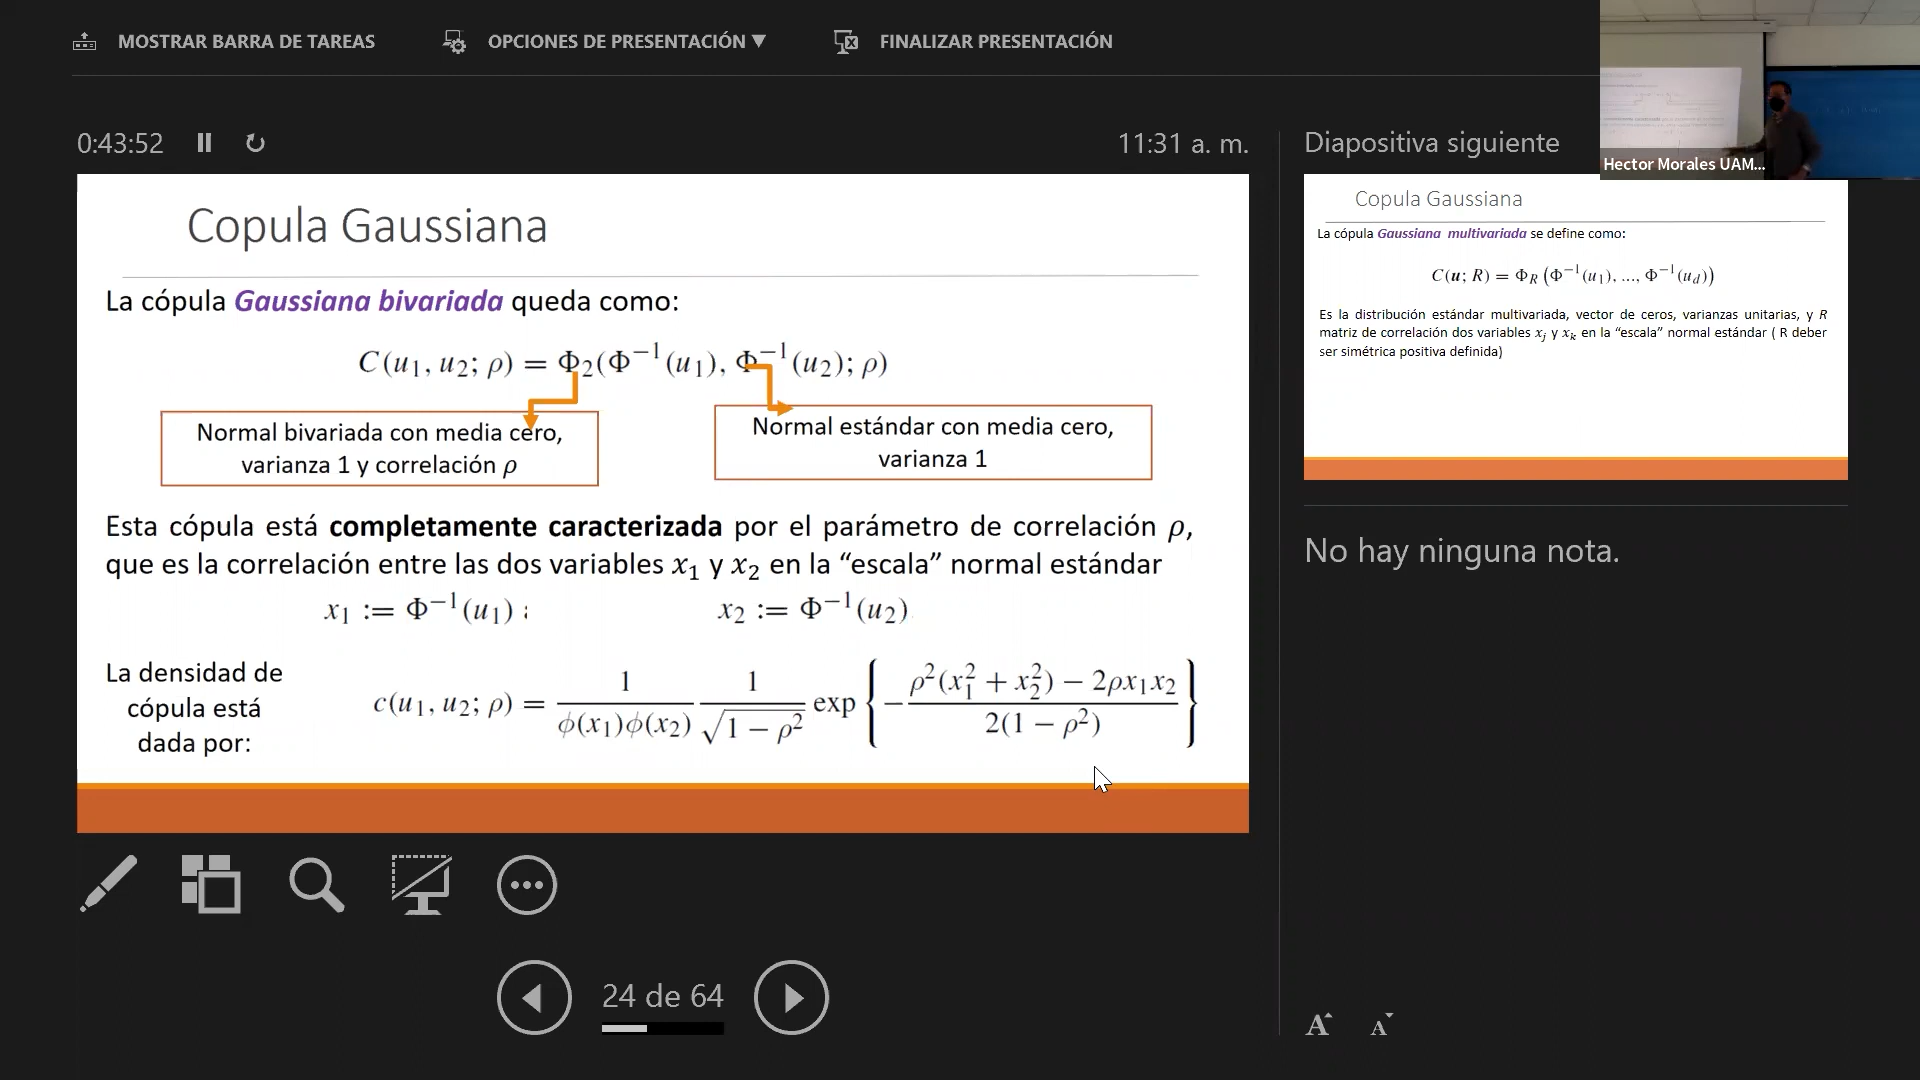 MOSTRAR BARRA DE TAREAS
OPCIONES DE PRESENTACIÓN ▼
FINALIZAR PRESENTACIÓN
0:43:52
11:31 a. m.
Copula Gaussiana
La cópula Gaussiana bivariada queda como:
C(u₁, u₂; ρ) = Φ₂(Φ⁻¹(u₁), Φ⁻¹(u₂); ρ)
Normal bivariada con media cero,
varianza 1 y correlación ρ
Normal estándar con media cero,
varianza 1
Esta cópula está completamente caracterizada por el parámetro de correlación ρ,
que es la correlación entre las dos variables x₁ y x₂ en la “escala” normal estándar
x₁ := Φ⁻¹(u₁)
x₂ := Φ⁻¹(u₂)
La densidad de
cópula está
dada por:
c(u₁, u₂; ρ) = 1/(ϕ(x₁)ϕ(x₂)) 1/√(1 − ρ²) exp {−(ρ²(x₁² + x₂²) − 2ρx₁x₂)/(2(1 − ρ²))}
24 de 64
Diapositiva siguiente
Hector Morales UAM...
Copula Gaussiana
La cópula Gaussiana multivariada se define como:
C(u; R) = Φ_R (Φ⁻¹(u₁), ..., Φ⁻¹(u_d))
Es la distribución estándar multivariada, vector de ceros, varianzas unitarias, y R
matriz de correlación dos variables x_j y x_k en la “escala” normal estándar ( R deber
ser simétrica positiva definida)
No hay ninguna nota.
A A